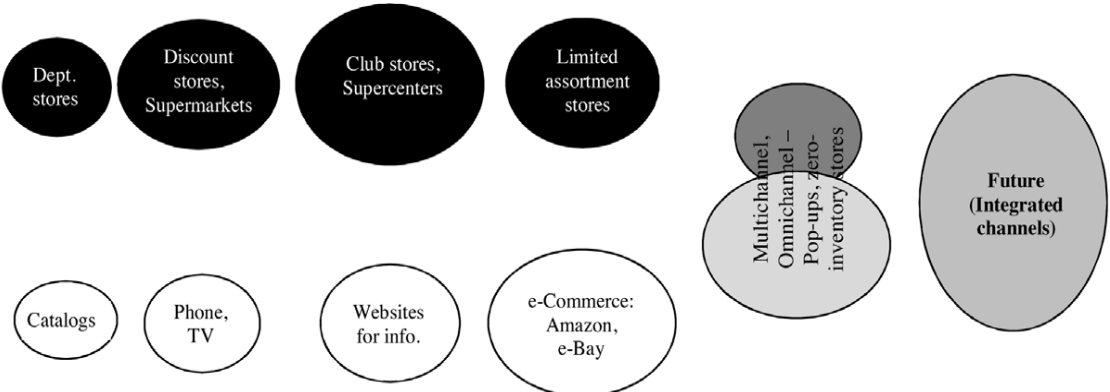 Dept.
stores
Discount
stores,
Supermarkets
Club stores,
Supercenters
Limited
assortment
stores
Multichannel,
Omnichannel –
Pop-ups, zero-
inventory stores
Future
(Integrated
channels)
Catalogs
Phone,
TV
Websites
for info.
e-Commerce:
Amazon,
e-Bay